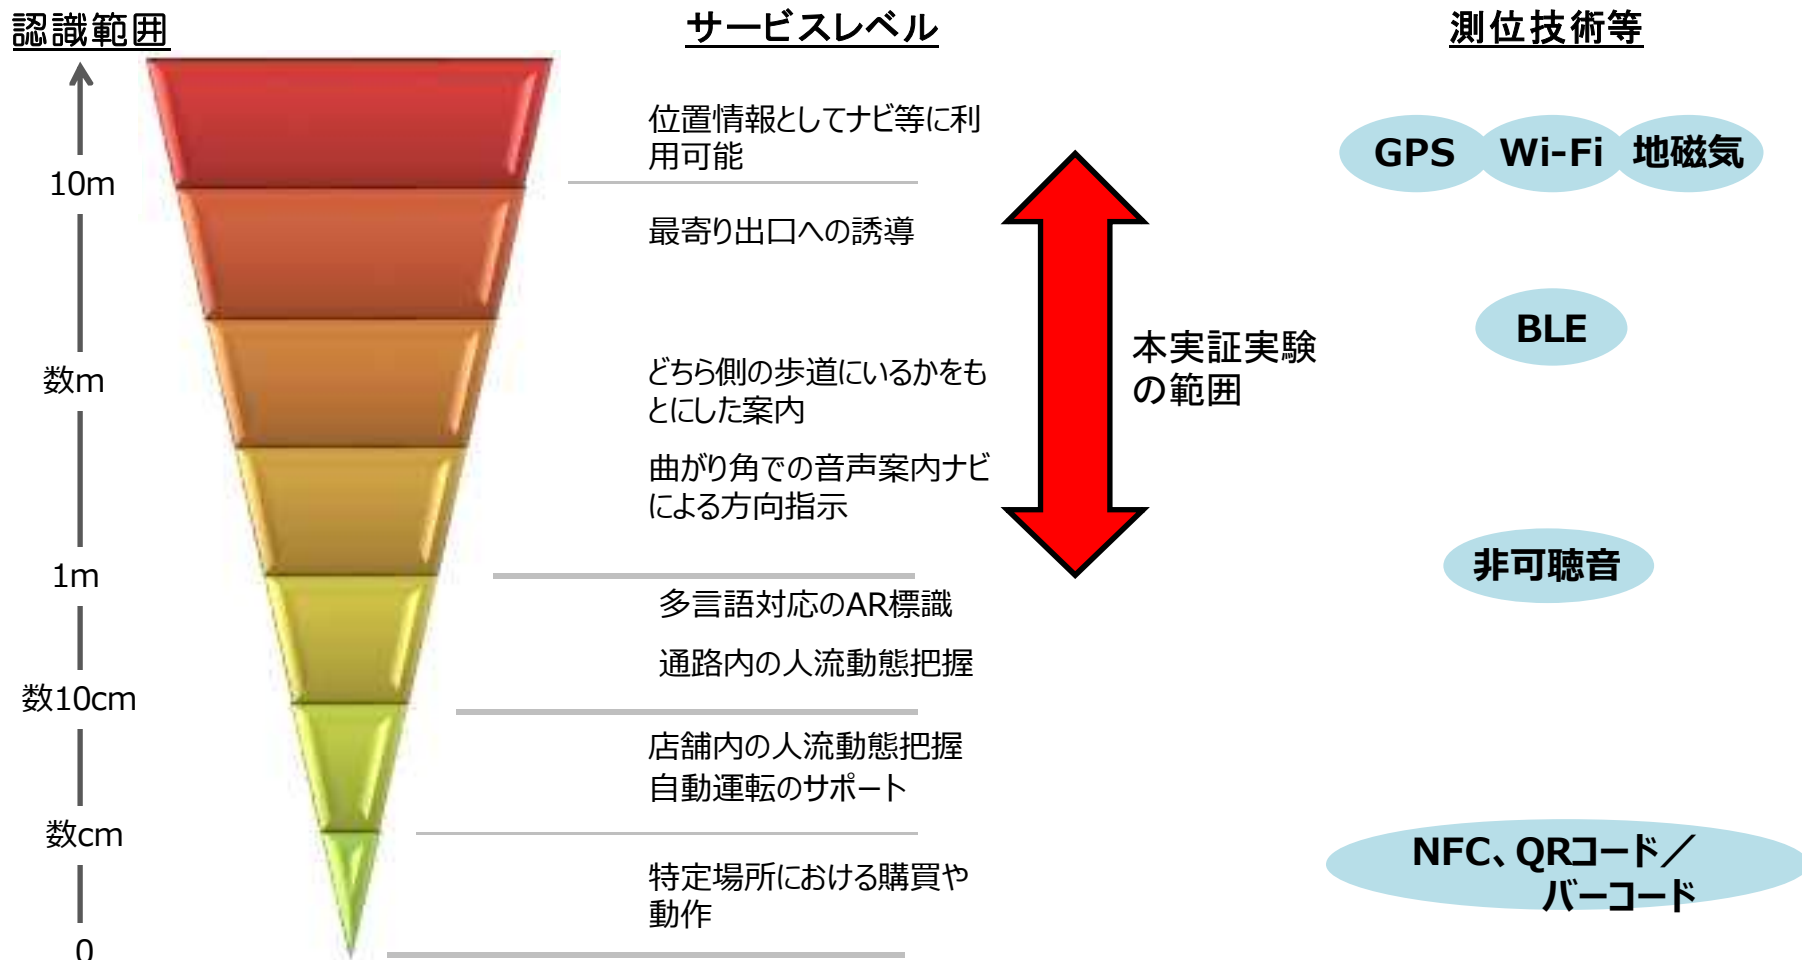 認識範囲
サービスレベル
測位技術等
10m
数m
1m
数10cm
数cm
0
位置情報としてナビ等に利
用可能
最寄り出口への誘導
どちら側の歩道にいるかをも
とにした案内
曲がり角での音声案内ナビ
による方向指示
多言語対応のAR標識
通路内の人流動態把握
店舗内の人流動態把握
自動運転のサポート
特定場所における購買や
動作
本実証実験
の範囲
GPS Wi-Fi 地磁気
BLE
非可聴音
NFC、QRコード／
バーコード